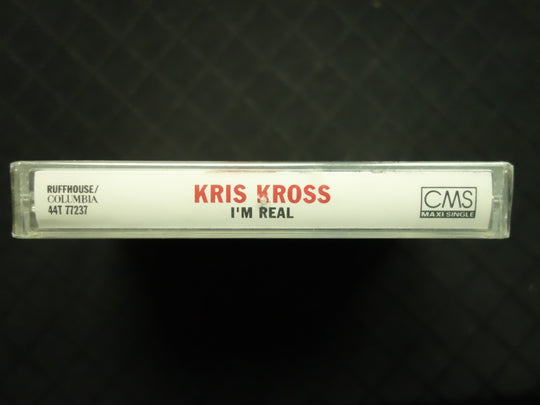 RUFFHOUSE/
COLUMBIA
44T 77237
KRIS KROSS
I'M REAL
CMS
MAXI SINGLE